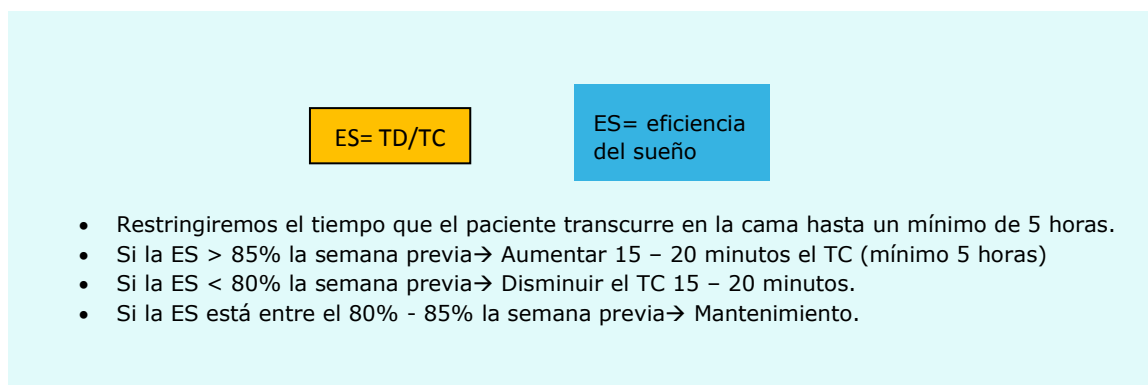 ES= TD/TC
ES= eficiencia
del sueño
• Restringiremos el tiempo que el paciente transcurre en la cama hasta un mínimo de 5 horas.
• Si la ES > 85% la semana previa→ Aumentar 15 – 20 minutos el TC (mínimo 5 horas)
• Si la ES < 80% la semana previa→ Disminuir el TC 15 – 20 minutos.
• Si la ES está entre el 80% - 85% la semana previa→ Mantenimiento.